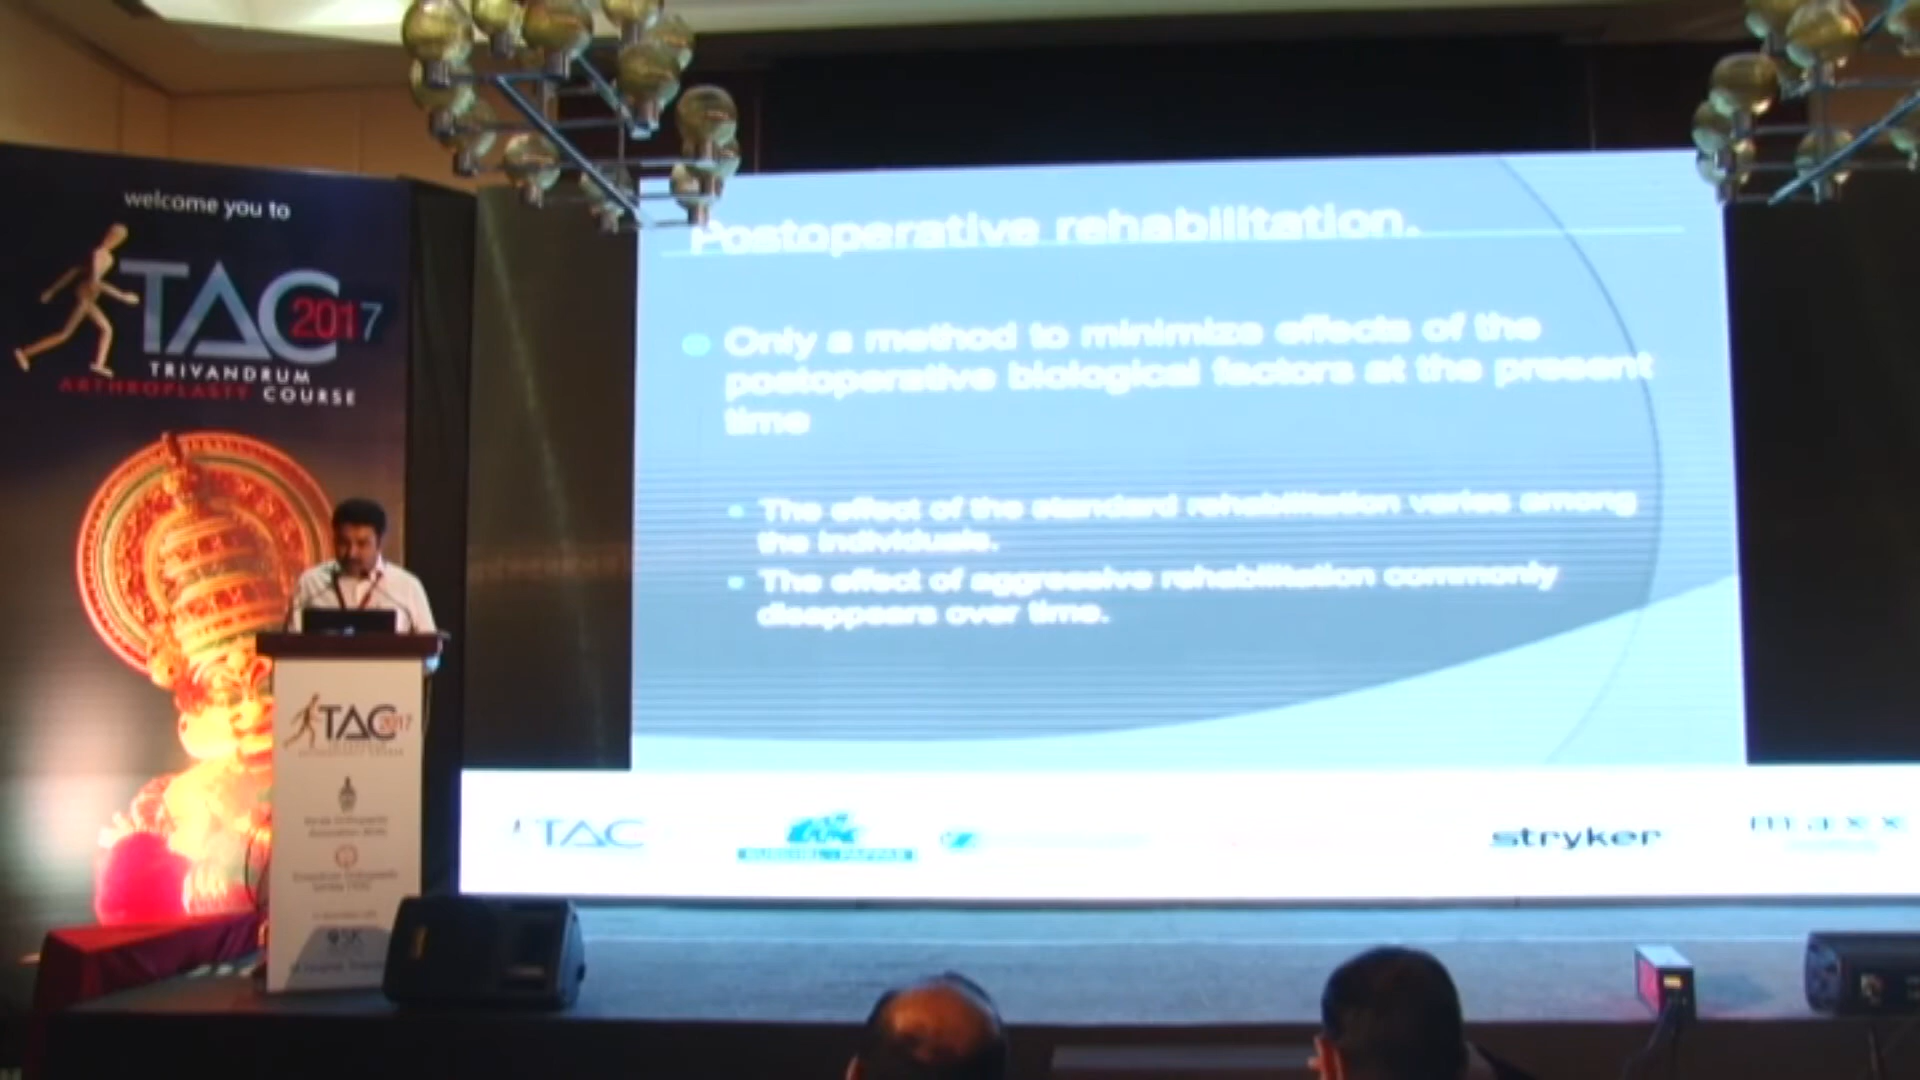 welcome you to
TAC 2017
TRIVANDRUM
ARTHROPLASTY COURSE
Postoperative rehabilitation.
Only a method to minimize effects of the
postoperative biological factors at the present
time
The effect of the standard rehabilitation varies among
the individuals.
The effect of aggressive rehabilitation commonly
disappears over time.
TAC 2017
TAC
stryker
maxx